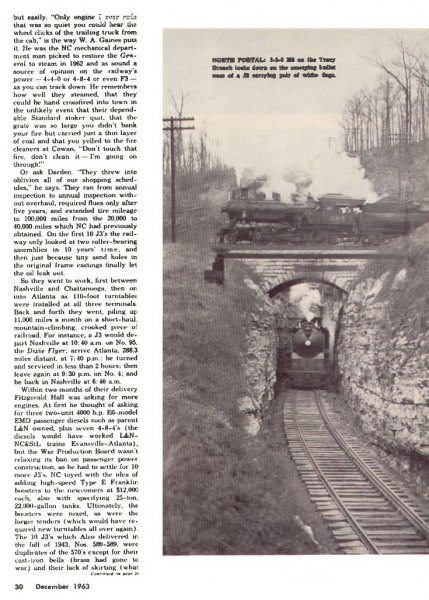 but easily. "Only engine I ever rode
that was so quiet you could hear the
wheel clicks of the trailing truck from
the cab," is the way W. A. Gaines puts
it. He was the NC mechanical depart-
ment man picked to restore the Gen-
eral to steam in 1962 and as sound a
source of opinion on the railway's
power — 4-4-0 or 4-8-4 or even F3 —
as you can track down. He remembers
how well they steamed, that they
could be hand crossfired into town in
the unlikely event that their depend-
able Standard stoker quit, that the
grate was so large you didn't bank
your fire but carried just a thin layer
of coal and that you yelled to the fire
cleaners at Cowan, "Don't touch that
fire, don't clean it — I'm going on
through!"
Or ask Darden. "They threw into
oblivion all of our shopping sched-
ules," he says. They ran from annual
inspection to annual inspection with-
out overhaul, required flues only after
five years, and extended tire mileage
to 100,000 miles from the 20,000 to
40,000 miles which NC had previously
obtained. On the first 10 J3's the rail-
way only looked at two roller-bearing
assemblies in 10 years' time, and
then just because tiny sand holes in
the original frame castings finally let
the oil leak out.
So they went to work, first between
Nashville and Chattanooga, then on
into Atlanta as 110-foot turntables
were installed at all three terminals.
Back and forth they went, piling up
15,000 miles a month on a short-haul,
mountain-climbing, crooked piece of
railroad. For instance, a J3 would de-
part Nashville at 10:40 a.m. on No. 95,
the Dixie Flyer; arrive Atlanta, 288.3
miles distant, at 7:40 p.m.; be turned
and serviced in less than 2 hours; then
leave again at 9:30 p.m. on No. 4; and
be back in Nashville at 6:40 a.m.
Within two months of their delivery
Fitzgerald Hall was asking for more
engines. At first he thought of asking
for three two-unit 4000 h.p. E6-model
EMD passenger diesels such as parent
L&N owned, plus seven 4-8-4's (the
diesels would have worked L&N-
NC&StL trains Evansville-Atlanta),
but the War Production Board wasn't
relaxing its ban on passenger power
construction, so he had to settle for 10
more J3's. NC toyed with the idea of
adding high-speed Type E Franklin
boosters to the newcomers at $12,000
each, also with specifying 25-ton,
22,000-gallon tanks. Ultimately, the
boosters were nixed, as were the
larger tenders (which would have re-
quired new turntables all over again).
The 10 J3's which Alco delivered in
the fall of 1943, Nos. 580-589, were
duplicates of the 570's except for their
cast-iron bells (brass had gone to
war) and their lack of skirting (what
Continued on page
NORTH PORTAL: 2-8-0 on the Tracy
Branch looks down on the emerging bullet
nose of a J3 carrying pair of white flags.
30 December 1963